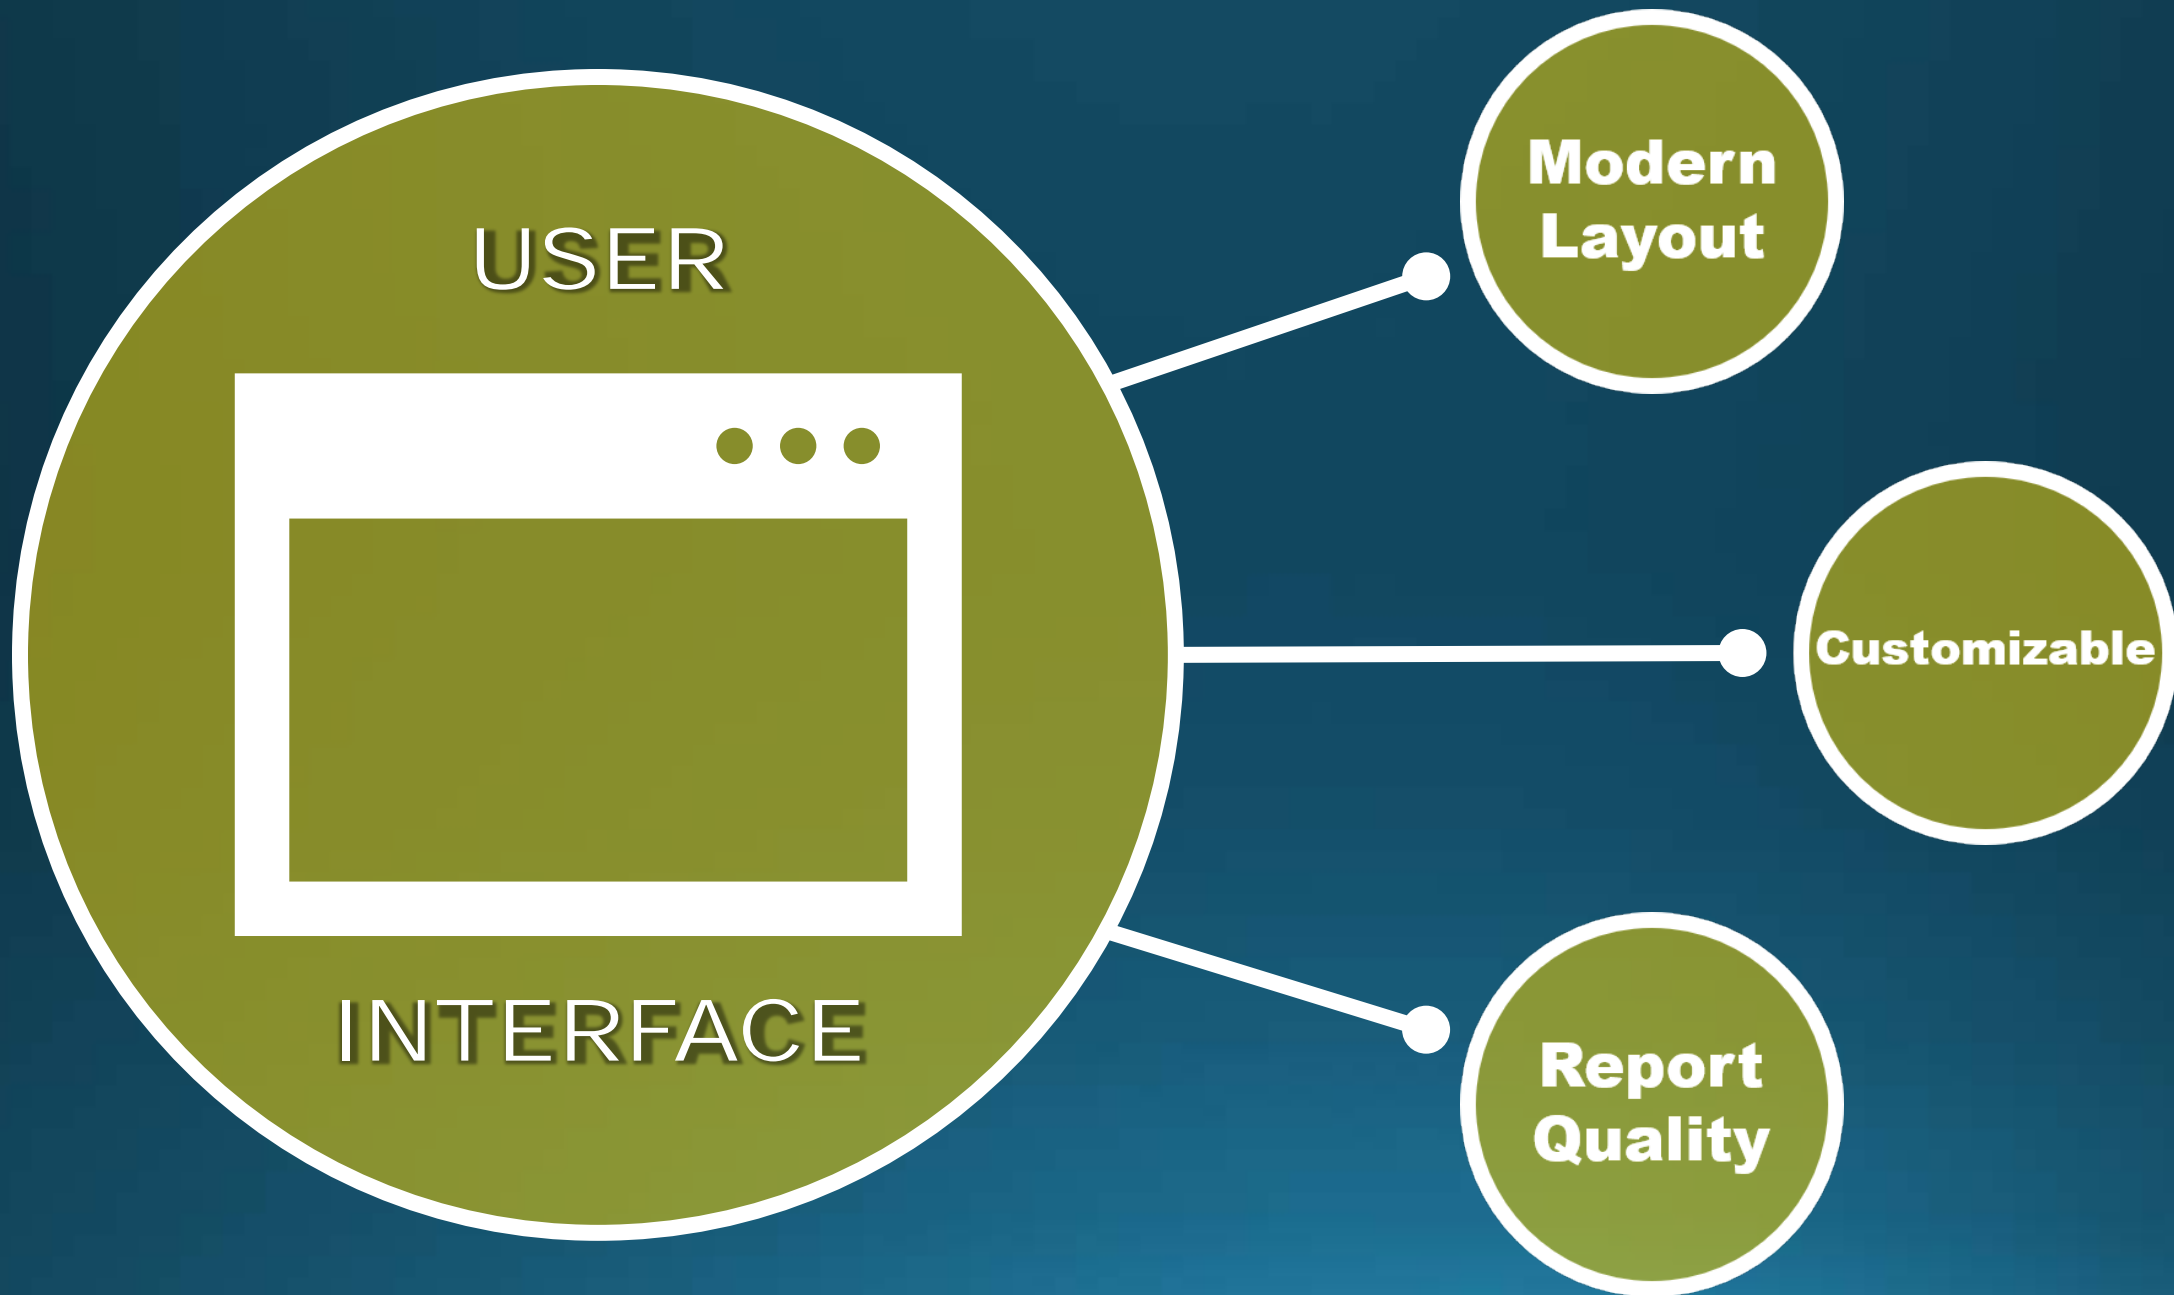 USER
INTERFACE
Modern
Layout
Customizable
Report
Quality